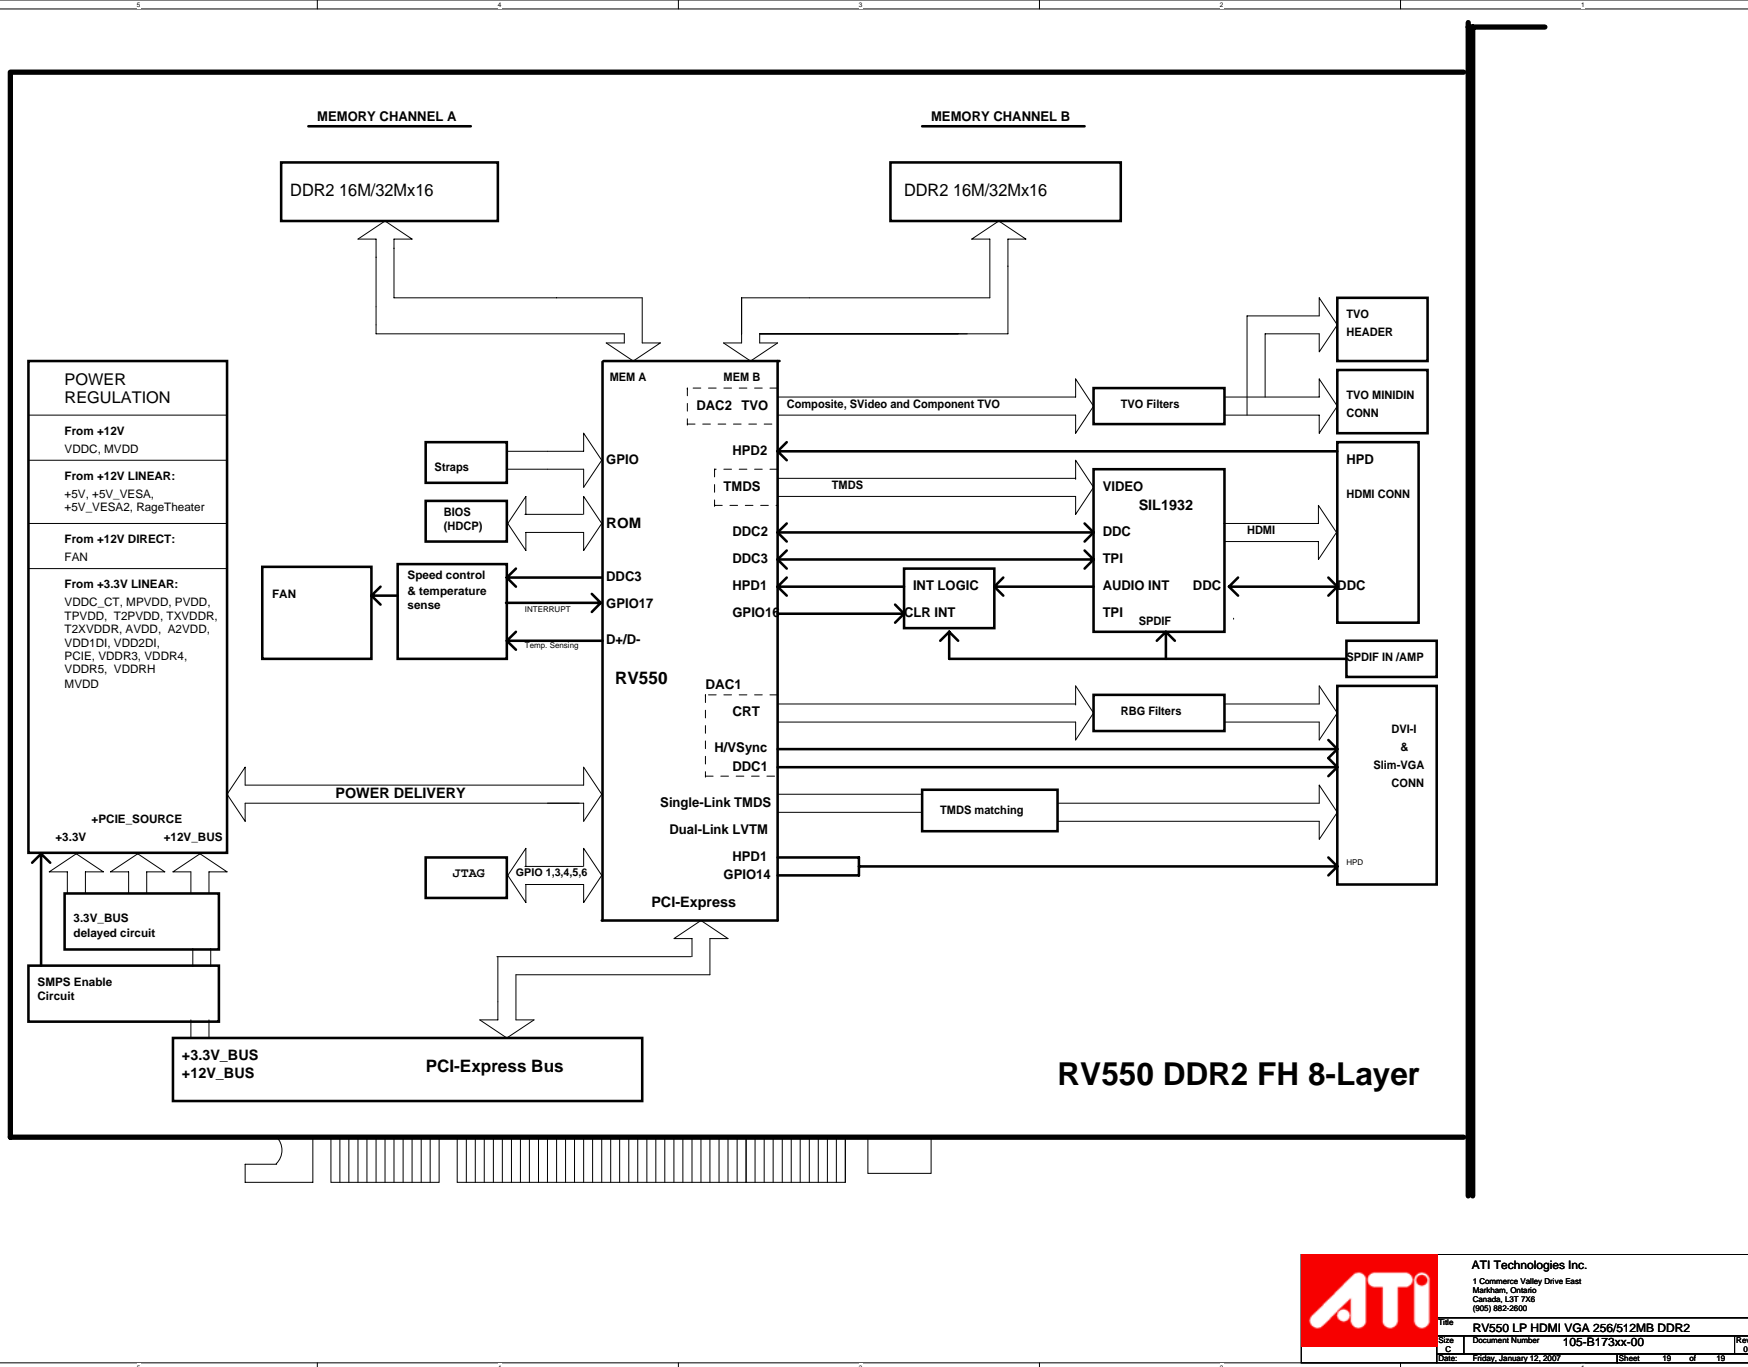 5 4 3 2 1
MEMORY CHANNEL A
MEMORY CHANNEL B
DDR2 16M/32Mx16
DDR2 16M/32Mx16
POWER
REGULATION
From +12V
VDDC, MVDD
From +12V LINEAR:
+5V, +5V_VESA,
+5V_VESA2, RageTheater
From +12V DIRECT:
FAN
From +3.3V LINEAR:
VDDC_CT, MPVDD, PVDD,
TPVDD, T2PVDD, TXVDDR,
T2XVDDR, AVDD, A2VDD,
VDD1DI, VDD2DI,
PCIE, VDDR3, VDDR4,
VDDR5, VDDRH
MVDD
+PCIE_SOURCE
+3.3V
+12V_BUS
3.3V_BUS
delayed circuit
SMPS Enable
Circuit
Straps
BIOS
(HDCP)
FAN
Speed control
& temperature
sense
INTERRUPT
Temp. Sensing
POWER DELIVERY
JTAG
GPIO 1,3,4,5,6
MEM A
MEM B
GPIO
ROM
DDC3
GPIO17
D+/D-
RV550
DAC2 TVO
HPD2
TMDS
DDC2
DDC3
HPD1
GPIO16
DAC1
CRT
H/VSync
DDC1
Single-Link TMDS
Dual-Link LVTM
HPD1
GPIO14
PCI-Express
Composite, SVideo and Component TVO
TVO Filters
TVO
HEADER
TVO MINIDIN
CONN
TMDS
VIDEO
SIL1932
DDC
TPI
AUDIO INT
DDC
TPI
SPDIF
INT LOGIC
CLR INT
HDMI
HPD
HDMI CONN
DDC
SPDIF IN /AMP
RBG Filters
DVI-I
&
Slim-VGA
CONN
TMDS matching
HPD
+3.3V_BUS
+12V_BUS
PCI-Express Bus
RV550 DDR2 FH 8-Layer
ATI
ATI Technologies Inc.
1 Commerce Valley Drive East
Markham, Ontario
Canada, L3T 7X6
(905) 882-2600
Title
RV550 LP HDMI VGA 256/512MB DDR2
Size
C
Document Number
105-B173xx-00
Rev
0
Date:
Friday, January 12, 2007
Sheet 19 of 19